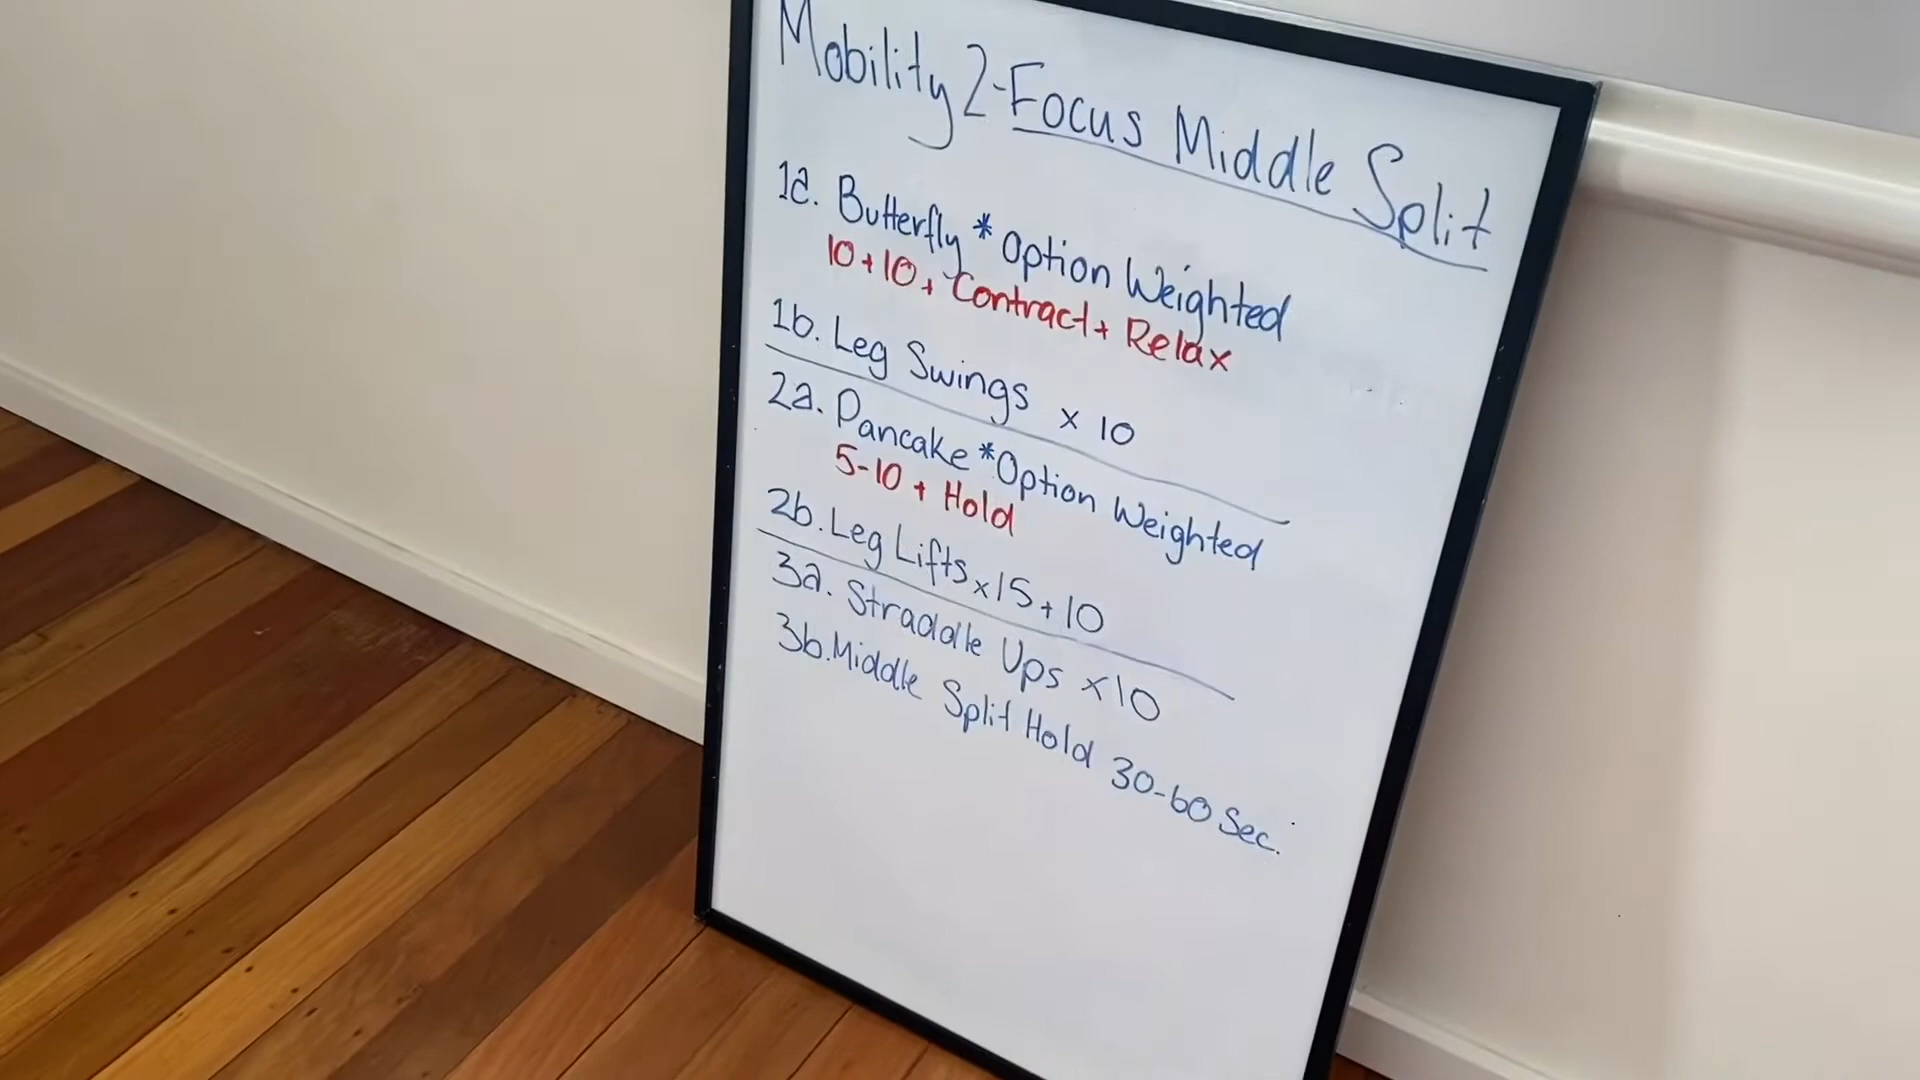 Mobility 2-Focus Middle Split
1a. Butterfly * Option Weighted
10+10+ Contract + Relax
1b. Leg Swings x 10
2a. Pancake *Option Weighted
5-10 + Hold
2b. Leg Lifts x15+10
3a. Straddle Ups x10
3b. Middle Split Hold 30-60 Sec.